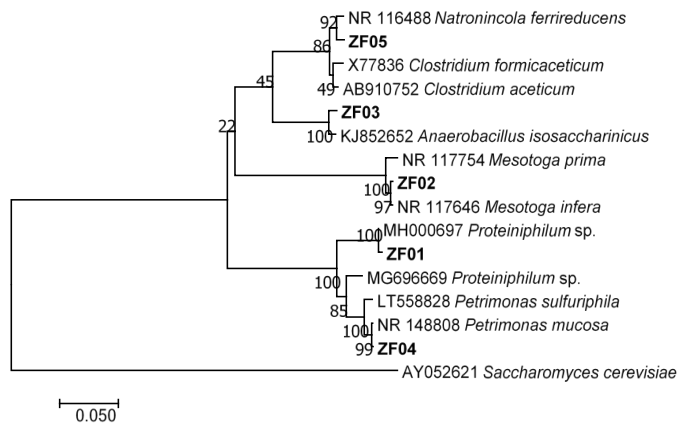 92 NR 116488 Natronincola ferrireducens
86 ZF05
X77836 Clostridium formicaceticum
45 49 AB910752 Clostridium aceticum
ZF03
22 100 KJ852652 Anaerobacillus isosaccharinicus
NR 117754 Mesotoga prima
100 ZF02
97 NR 117646 Mesotoga infera
100 MH000697 Proteiniphilum sp.
ZF01
100 MG696669 Proteiniphilum sp.
85 LT558828 Petrimonas sulfuriphila
100 NR 148808 Petrimonas mucosa
99 ZF04
AY052621 Saccharomyces cerevisiae
0.050